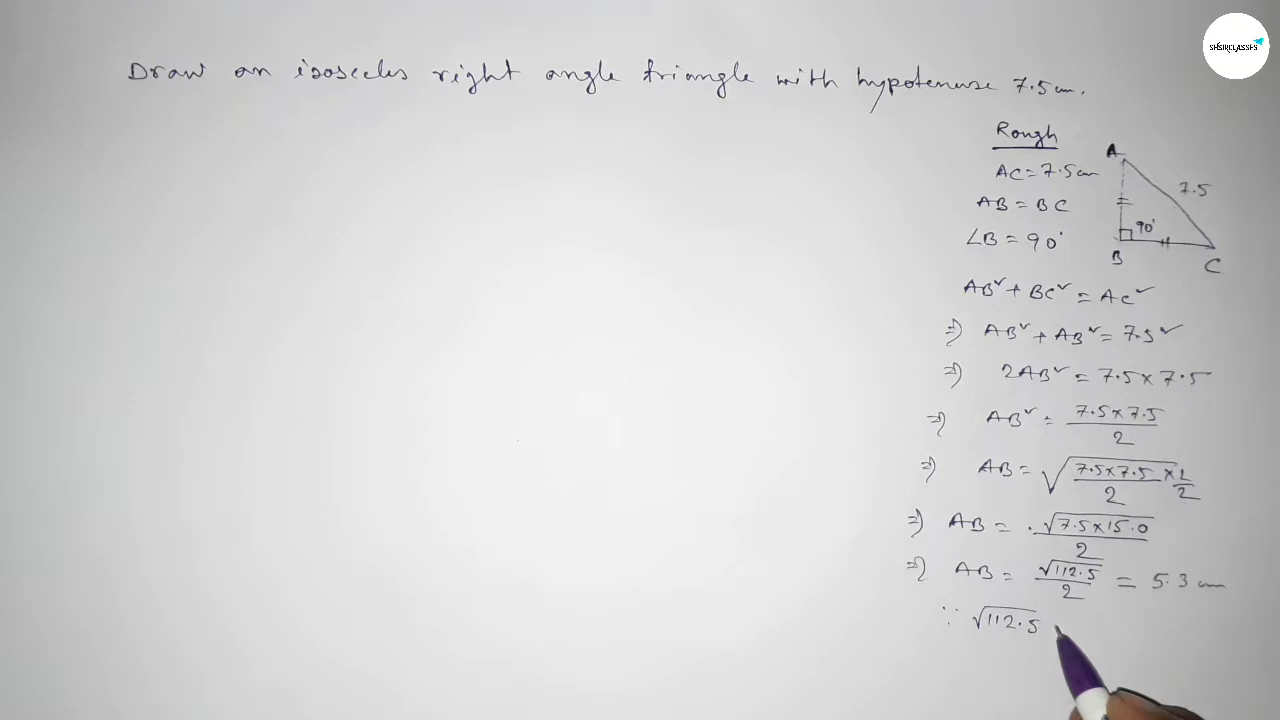 SHSIRCLASSES
Draw an isosceles right angle triangle with hypotenuse 7.5 cm.
Rough
AC = 7.5 cm
AB = BC
∠B = 90°
A
7.5
90°
B
C
AB² + BC² = AC²
⇒) AB² + AB² = 7.5²
⇒) 2AB² = 7.5 × 7.5
⇒) AB² = 7.5 × 7.5 / 2
⇒) AB = √(7.5 × 7.5 / 2 × 2 / 2)
⇒) AB = √(7.5 × 15.0) / 2
⇒) AB = √112.5 / 2 = 5.3 cm
∵ √112.5